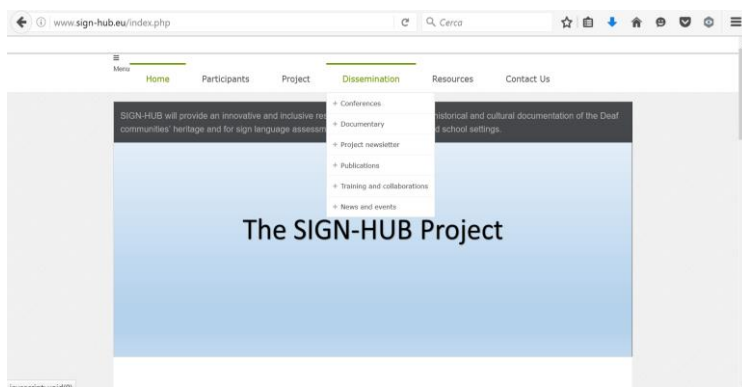 www.sign-hub.eu/index.php
Cerca
Menu
Home Participants Project Dissemination Resources Contact Us
SIGN-HUB will provide an innovative and inclusive res
historical and cultural documentation of the Deaf
communities' heritage and for sign language assessm
d school settings.
+ Conferences
+ Documentary
+ Project newsletter
+ Publications
+ Training and collaborations
+ News and events
The SIGN-HUB Project